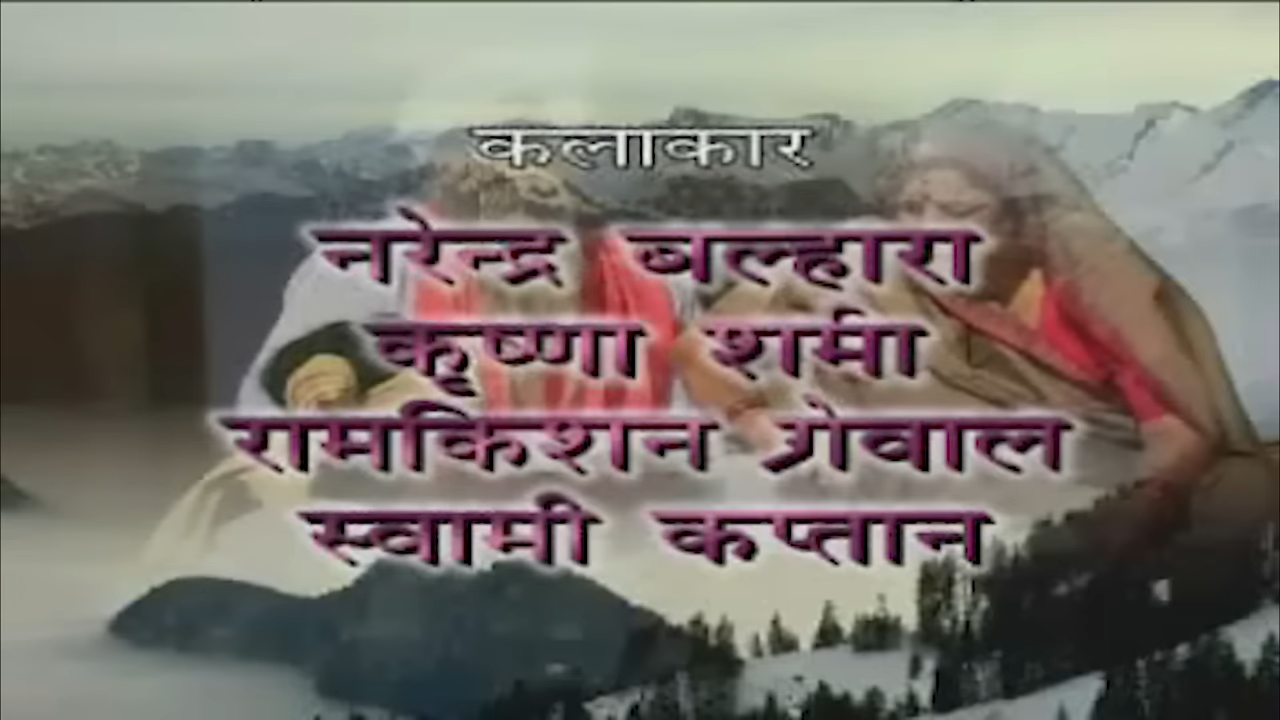 कलाकार
नरेन्द्र बल्हारा
कृष्णा शर्मा
रामकिशन ग्रेवाल
स्वामी कप्तान